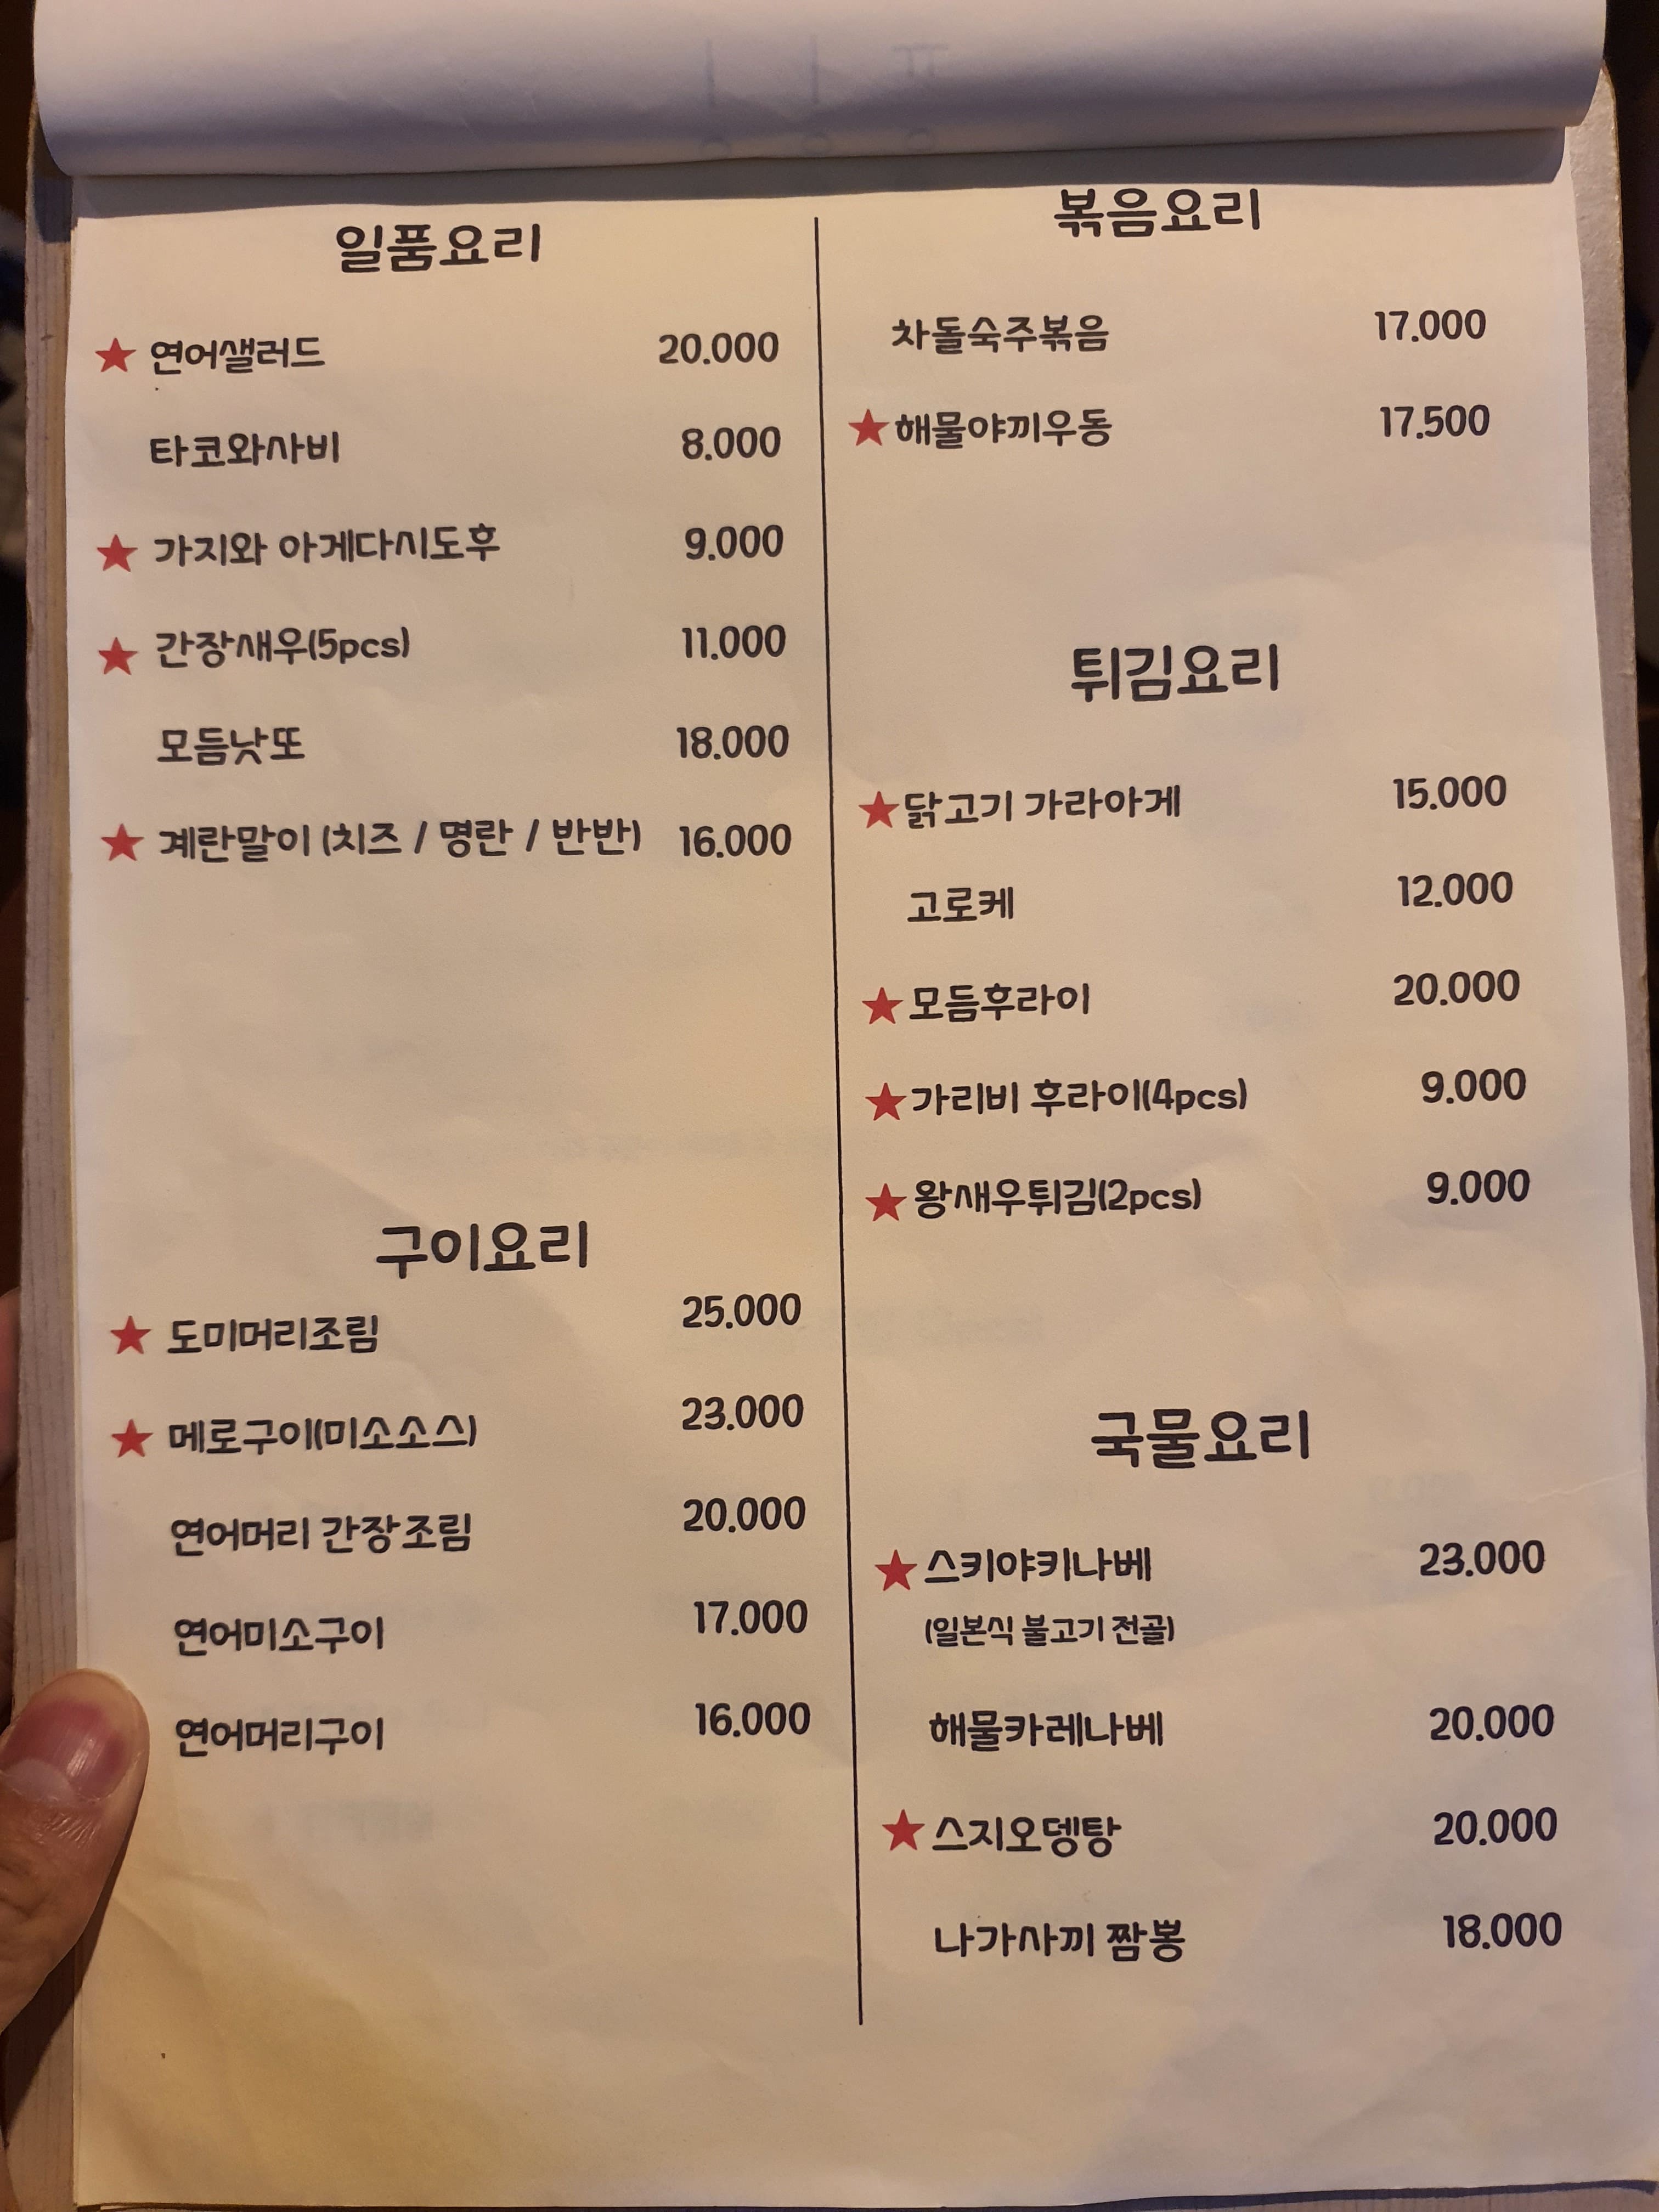 일품요리
★ 연어샐러드 20.000
타코와사비 8.000
★ 가지와 아게다시도후 9.000
★ 간장새우(5pcs) 11.000
모듬낫또 18.000
★ 계란말이 (치즈 / 명란 / 반반) 16.000
구이요리
★ 도미머리조림 25.000
★ 메로구이(미소소스) 23.000
연어머리 간장조림 20.000
연어미소구이 17.000
연어머리구이 16.000
볶음요리
차돌숙주볶음 17.000
★ 해물야끼우동 17.500
튀김요리
★ 닭고기 가라아게 15.000
고로케 12.000
★ 모듬후라이 20.000
★ 가리비 후라이(4pcs) 9.000
★ 왕새우튀김(2pcs) 9.000
국물요리
★ 스키야키나베 23.000
(일본식 불고기 전골)
해물카레나베 20.000
★ 스지오뎅탕 20.000
나가사끼 짬뽕 18.000